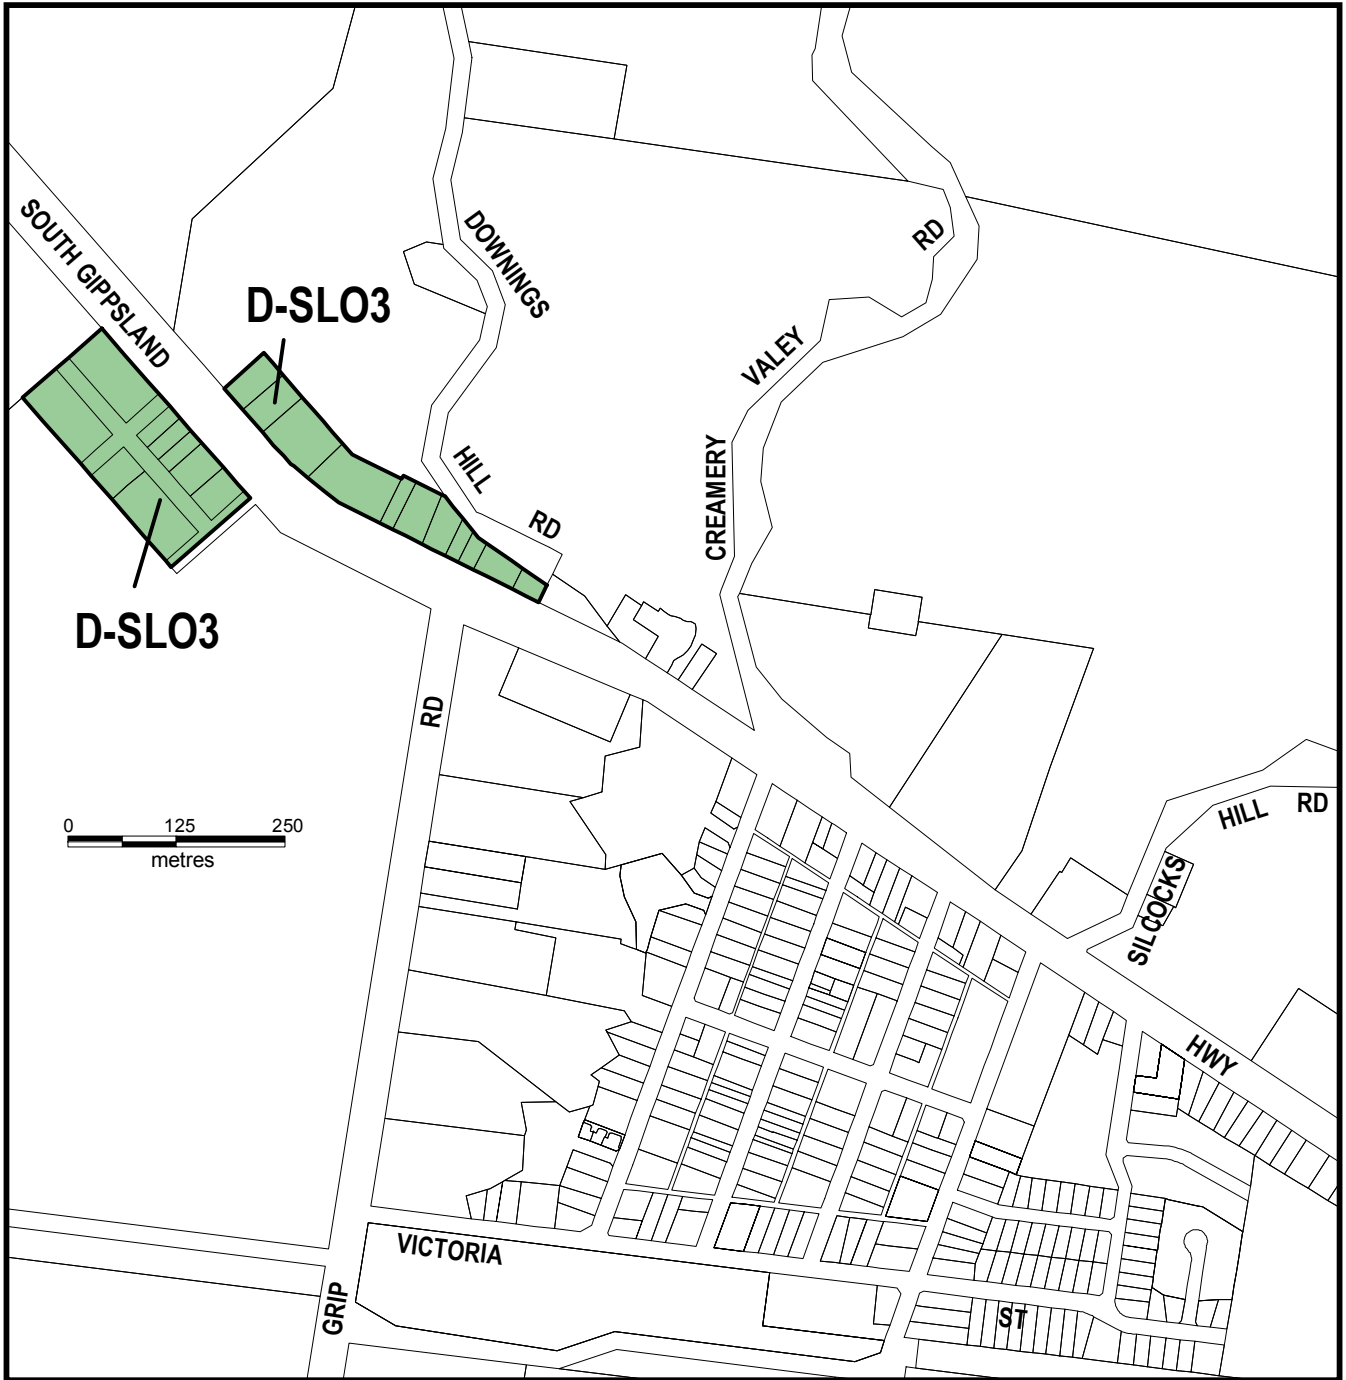 SOUTH GIPPSLAND
DOWNINGS
RD
D-SLO3
VALEY
CREAMERY
HILL
RD
D-SLO3
RD
0 125 250
metres
HILL RD
SILCOCKS
HWY
VICTORIA
GRIP
ST